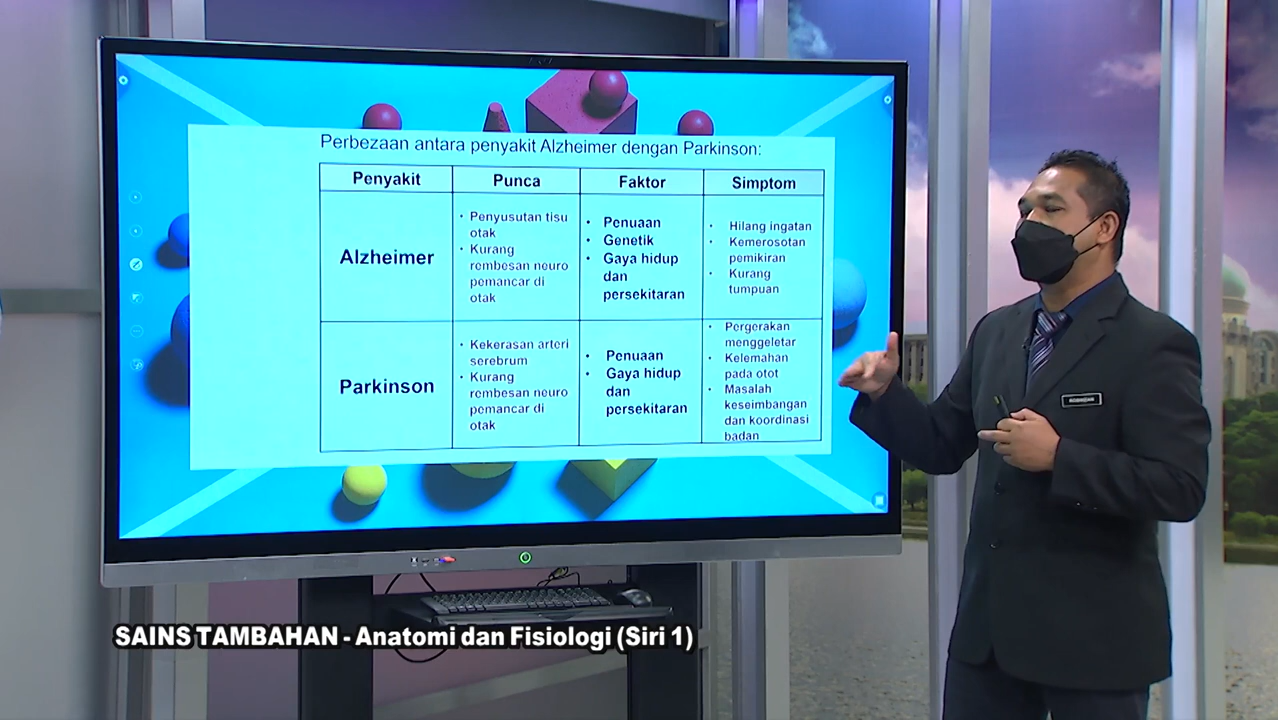 Perbezaan antara penyakit Alzheimer dengan Parkinson:
Penyakit Punca Faktor Simptom
Alzheimer
• Penyusutan tisu
otak
• Kurang
rembesan neuro
pemancar di
otak
• Penuaan
• Genetik
• Gaya hidup
dan
persekitaran
• Hilang ingatan
• Kemerosotan
pemikiran
• Kurang
tumpuan
Parkinson
• Kekerasan arteri
serebrum
• Kurang
rembesan neuro
pemancar di
otak
• Penuaan
• Gaya hidup
dan
persekitaran
• Pergerakan
menggeletar
• Kelemahan
pada otot
• Masalah
keseimbangan
dan koordinasi
badan
SAINS TAMBAHAN - Anatomi dan Fisiologi (Siri 1)